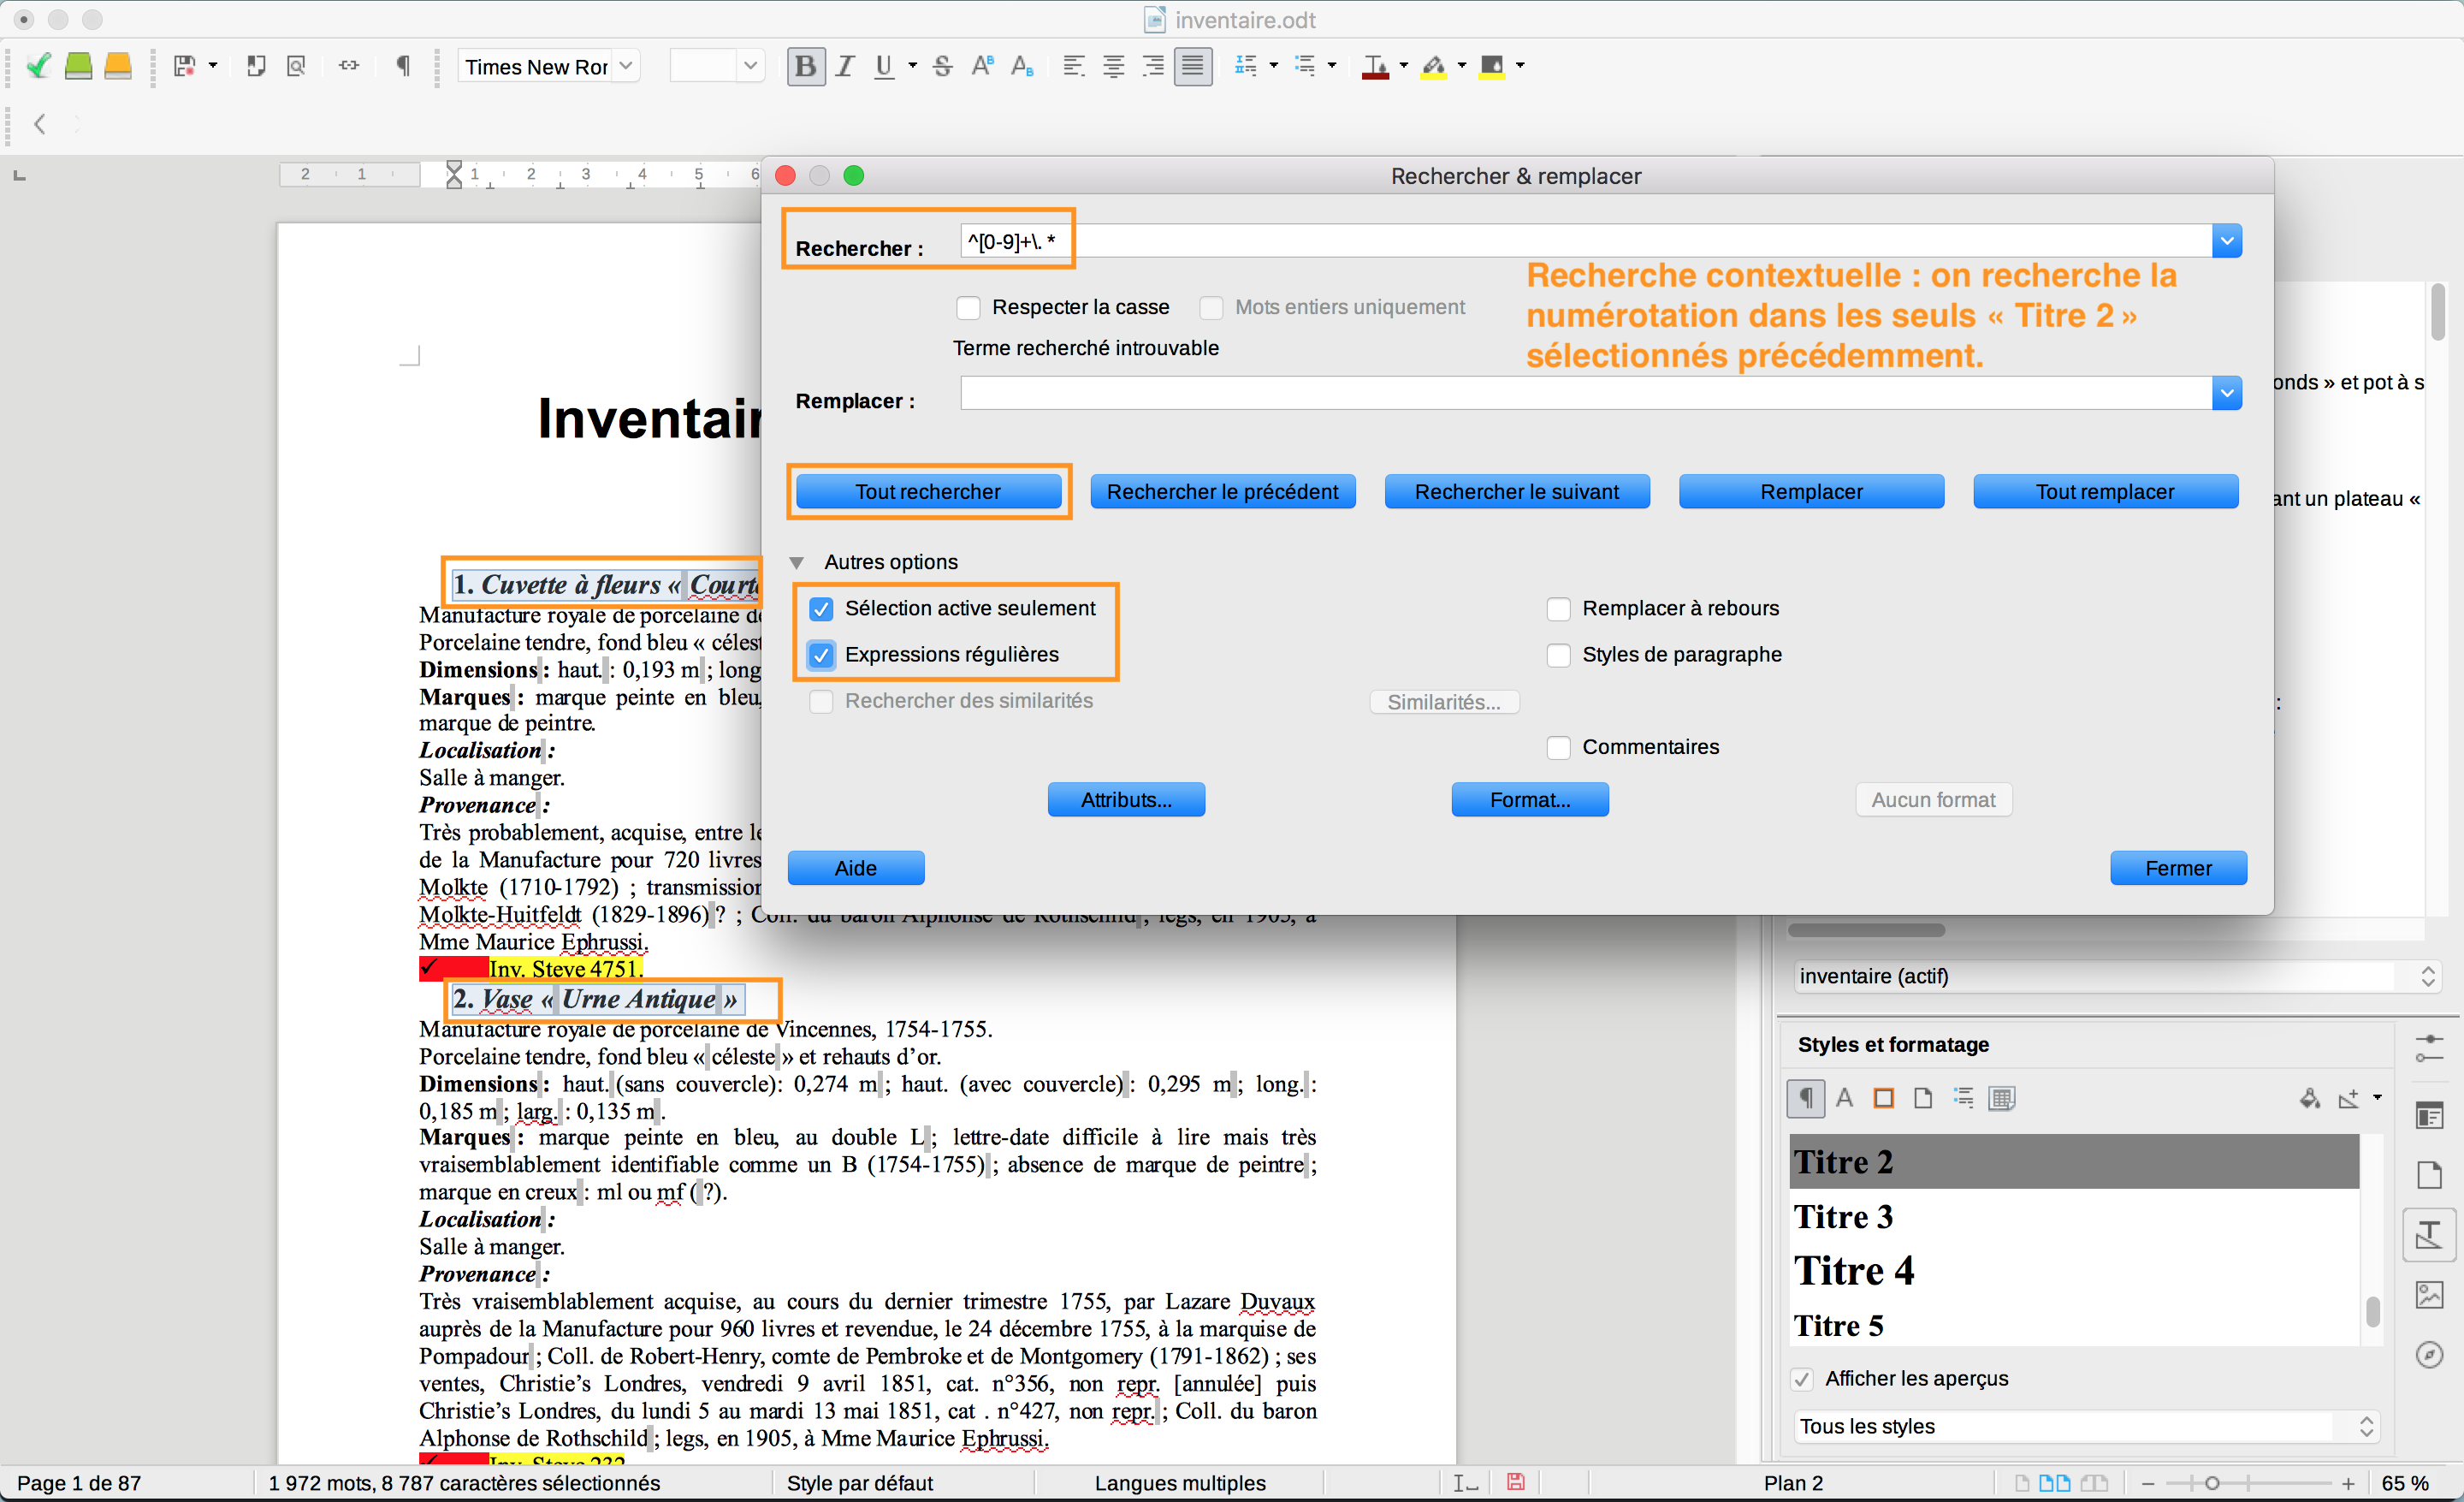 inventaire.odt
Times New Ror
2 1 1 2 3 4 5 6
Rechercher & remplacer
Rechercher : ^[0-9]+\. *
Recherche contextuelle : on recherche la
numérotation dans les seuls « Titre 2 »
sélectionnés précédemment.
Respecter la casse Mots entiers uniquement
Terme recherché introuvable
Remplacer :
Tout rechercher Rechercher le précédent Rechercher le suivant Remplacer Tout remplacer
Autres options
Sélection active seulement Remplacer à rebours
Expressions régulières Styles de paragraphe
Rechercher des similarités Similarités...
Commentaires
Attributs... Format... Aucun format
Aide Fermer
onds » et pot à s
ant un plateau «
:
Inventair
1. Cuvette à fleurs « Courte
Manufacture royale de porcelaine de
Porcelaine tendre, fond bleu « célest
Dimensions : haut. : 0,193 m ; long
Marques : marque peinte en bleu,
marque de peintre.
Localisation :
Salle à manger.
Provenance :
Très probablement, acquise, entre le
de la Manufacture pour 720 livres
Molkte (1710-1792) ; transmission
Molkte-Huitfeldt (1829-1896) ? ; Coll. du baron Alphonse de Rothschild ; legs, en 1905, à
Mme Maurice Ephrussi.
✓ Inv. Steve 4751.
2. Vase « Urne Antique »
Manufacture royale de porcelaine de Vincennes, 1754-1755.
Porcelaine tendre, fond bleu « céleste » et rehauts d’or.
Dimensions : haut. (sans couvercle): 0,274 m ; haut. (avec couvercle) : 0,295 m ; long. :
0,185 m ; larg. : 0,135 m .
Marques : marque peinte en bleu, au double L ; lettre-date difficile à lire mais très
vraisemblablement identifiable comme un B (1754-1755) ; absence de marque de peintre ;
marque en creux : ml ou mf ( ?).
Localisation :
Salle à manger.
Provenance :
Très vraisemblablement acquise, au cours du dernier trimestre 1755, par Lazare Duvaux
auprès de la Manufacture pour 960 livres et revendue, le 24 décembre 1755, à la marquise de
Pompadour ; Coll. de Robert-Henry, comte de Pembroke et de Montgomery (1791-1862) ; ses
ventes, Christie’s Londres, vendredi 9 avril 1851, cat. n°356, non repr. [annulée] puis
Christie’s Londres, du lundi 5 au mardi 13 mai 1851, cat . n°427, non repr. ; Coll. du baron
Alphonse de Rothschild ; legs, en 1905, à Mme Maurice Ephrussi.
✓ Inv. Steve 232
inventaire (actif)
Styles et formatage
Titre 2
Titre 3
Titre 4
Titre 5
Afficher les aperçus
Tous les styles
Page 1 de 87 1 972 mots, 8 787 caractères sélectionnés Style par défaut Langues multiples Plan 2 65 %